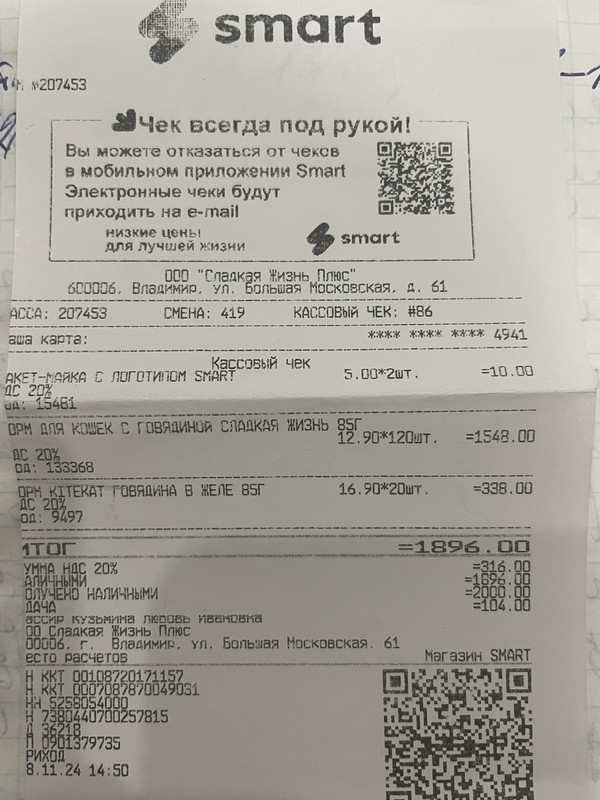 smart
№207453
Чек всегда под рукой!
Вы можете отказаться от чеков
в мобильном приложении Smart
Электронные чеки будут
приходить на e-mail
низкие цены
для лучшей жизни
smart
ООО "Сладкая Жизнь Плюс"
600006, Владимир, ул. Большая Московская, д. 61
АССА: 207453 СМЕНА: 419 КАССОВЫЙ ЧЕК: #86
аша карта: **** **** **** 4941
Кассовый чек
АКЕТ-МАЙКА С ЛОГОТИПОМ SMART 5.00*2шт. =10.00
ДС 20%
од: 15481
ОРМ ДЛЯ КОШЕК С ГОВЯДИНОЙ СЛАДКАЯ ЖИЗНЬ 85Г
12.90*120шт. =1548.00
ДС 20%
од: 133368
ОРМ KITEKAT ГОВЯДИНА В ЖЕЛЕ 85Г 16.90*20шт. =338.00
ДС 20%
од: 9497
ИТОГ =1896.00
УММА НДС 20% =316.00
АЛИЧНЫМИ =1896.00
ОЛУЧЕНО НАЛИЧНЫМИ =2000.00
ДАЧА =104.00
ассир Кузьмина Любовь Ивановна
ОО Сладкая Жизнь Плюс
00006, г. Владимир, ул. Большая Московская, 61
есто расчетов Магазин SMART
Н ККТ 00108720171157
Н ККТ 0007087870049031
НН 5258054000
Н 7380440700257815
Д 36218
П 0901379735
РИХОД
8.11.24 14:50